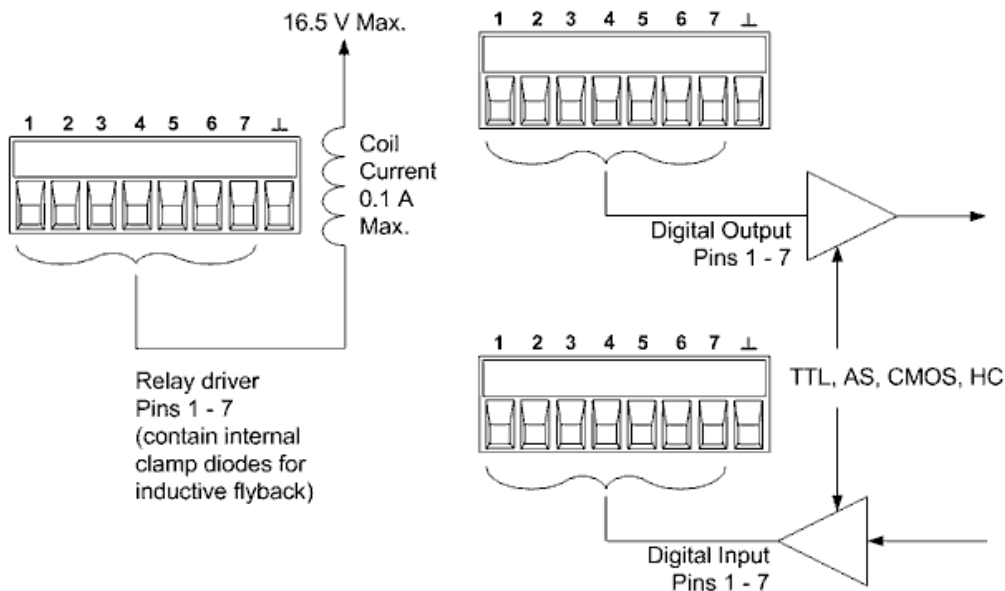 16.5 V Max.
1 2 3 4 5 6 7 ⊥
Coil
Current
0.1 A
Max.
Relay driver
Pins 1 - 7
(contain internal
clamp diodes for
inductive flyback)
1 2 3 4 5 6 7 ⊥
Digital Output
Pins 1 - 7
TTL, AS, CMOS, HC
1 2 3 4 5 6 7 ⊥
Digital Input
Pins 1 - 7